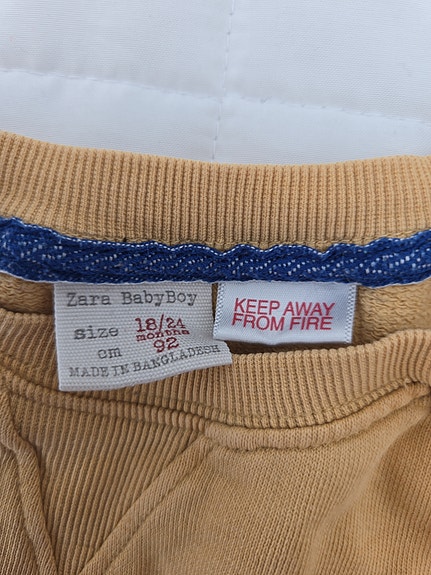 Zara BabyBoy
size 18/24
months
cm 92
MADE IN BANGLADESH
KEEP AWAY
FROM FIRE